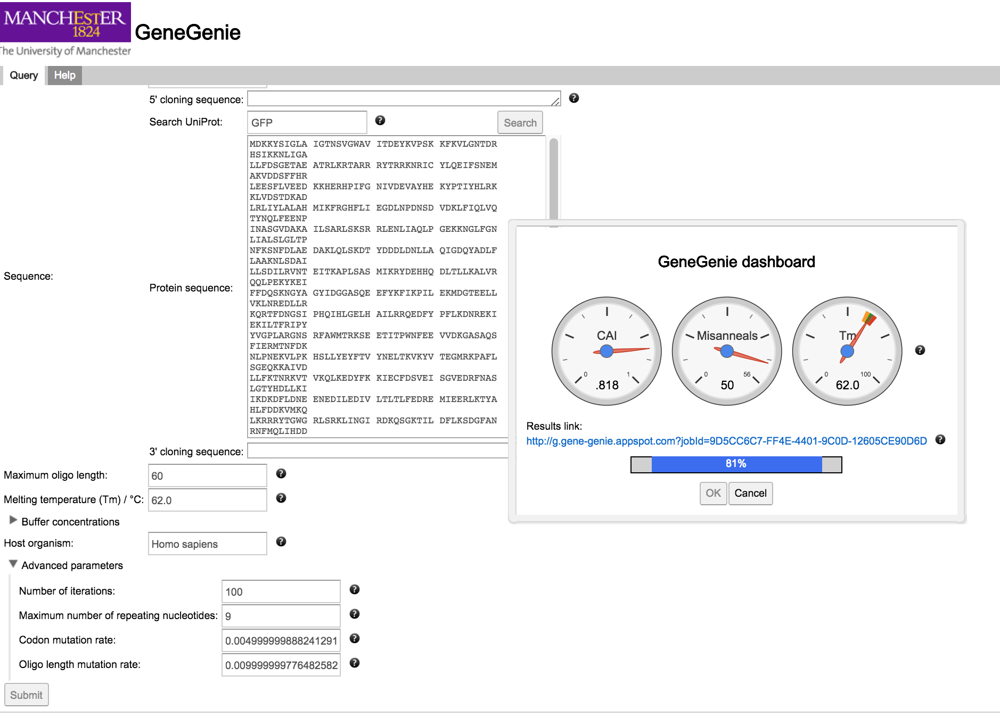 MANCHESTER
1824
The University of Manchester
GeneGenie
Query Help
5' cloning sequence:
Search UniProt: GFP Search
Sequence:
Protein sequence:
MDKKYSIGLA IGTNSVGWAV ITDEYKVPSK KFKVLGNTDR
HSIKKNLIGA
LLFDSGETAE ATRLKRTARR RYTRRKNRIC YLQEIFSNEM
AKVDDSFFHR
LEESFLVEED KKHERHPIFG NIVDEVAYHE KYPTIYHLRK
KLVDSTDKAD
LRLIYLALAH MIKFRGHFLI EGDLNPDNSD VDKLFIQLVQ
TYNQLFEENP
INASGVDAKA ILSARLSKSR RLENLIAQLP GEKKNGLFGN
LIALSLGLTP
NFKSNFDLAE DAKLQLSKDT YDDDLDNLLA QIGDQYADLF
LAAKNLSDAI
LLSDILRVNT EITKAPLSAS MIKRYDEHHQ DLTLLKALVR
QQLPEKYKEI
FFDQSKNGYA GYIDGGASQE EFYKFIKPIL EKMDGTEELL
VKLNREDLLR
KQRTFDNGSI PHQIHLGELH AILRRQEDFY PFLKDNREKI
EKILTFRIPY
YVGPLARGNS RFAWMTRKSE ETITPWNFEE VVDKGASAQS
FIERMTNFDK
NLPNEKVLPK HSLLYEYFTV YNELTKVKYV TEGMRKPAFL
SGEQKKAIVD
LLFKTNRKVT VKQLKEDYFK KIECFDSVEI SGVEDRFNAS
LGTYHDLLKI
IKDKDFLDNE ENEDILEDIV LTLTLFEDRE MIEERLKTYA
HLFDDKVMKQ
LKRRRYTGWG RLSRKLINGI RDKQSGKTIL DFLKSDGFAN
RNFMQLIHDD
3' cloning sequence:
Maximum oligo length: 60
Melting temperature (Tm) / °C: 62.0
Buffer concentrations
Host organism: Homo sapiens
Advanced parameters
Number of iterations: 100
Maximum number of repeating nucleotides: 9
Codon mutation rate: 0.004999999888241291
Oligo length mutation rate: 0.009999999776482582
Submit
GeneGenie dashboard
CAI Misanneals Tm
0 1 0 56 0 100
.818 50 62.0
Results link:
http://g.gene-genie.appspot.com?jobId=9D5CC6C7-FF4E-4401-9C0D-12605CE90D6D
81%
OK Cancel